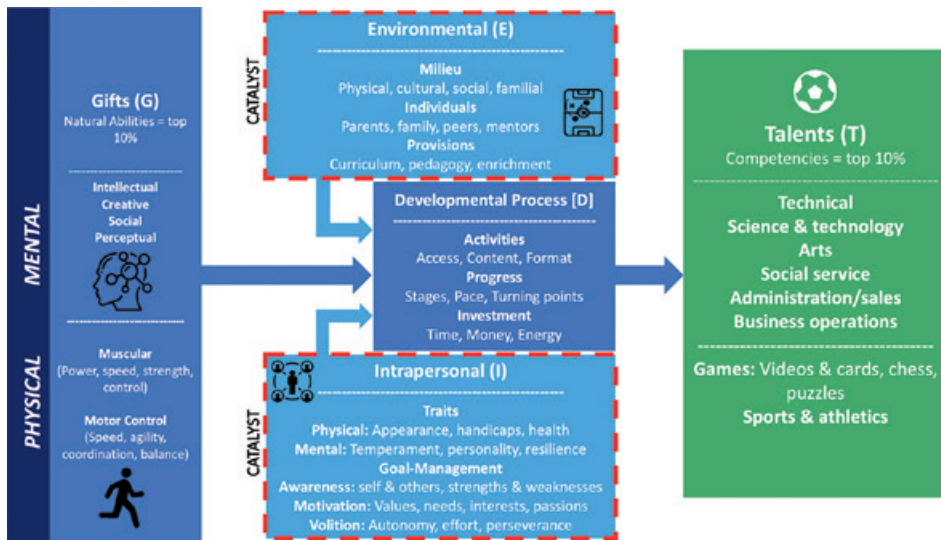 MENTAL
PHYSICAL
Gifts (G)
Natural Abilities = top
10%
Intellectual
Creative
Social
Perceptual
Muscular
(Power, speed, strength,
control)
Motor Control
(Speed, agility,
coordination, balance)
CATALYST
Environmental (E)
Milieu
Physical, cultural, social, familial
Individuals
Parents, family, peers, mentors
Provisions
Curriculum, pedagogy, enrichment
Developmental Process [D]
Activities
Access, Content, Format
Progress
Stages, Pace, Turning points
Investment
Time, Money, Energy
CATALYST
Intrapersonal (I)
Traits
Physical: Appearance, handicaps, health
Mental: Temperament, personality, resilience
Goal-Management
Awareness: self & others, strengths & weaknesses
Motivation: Values, needs, interests, passions
Volition: Autonomy, effort, perseverance
Talents (T)
Competencies = top 10%
Technical
Science & technology
Arts
Social service
Administration/sales
Business operations
Games: Videos & cards, chess,
puzzles
Sports & athletics